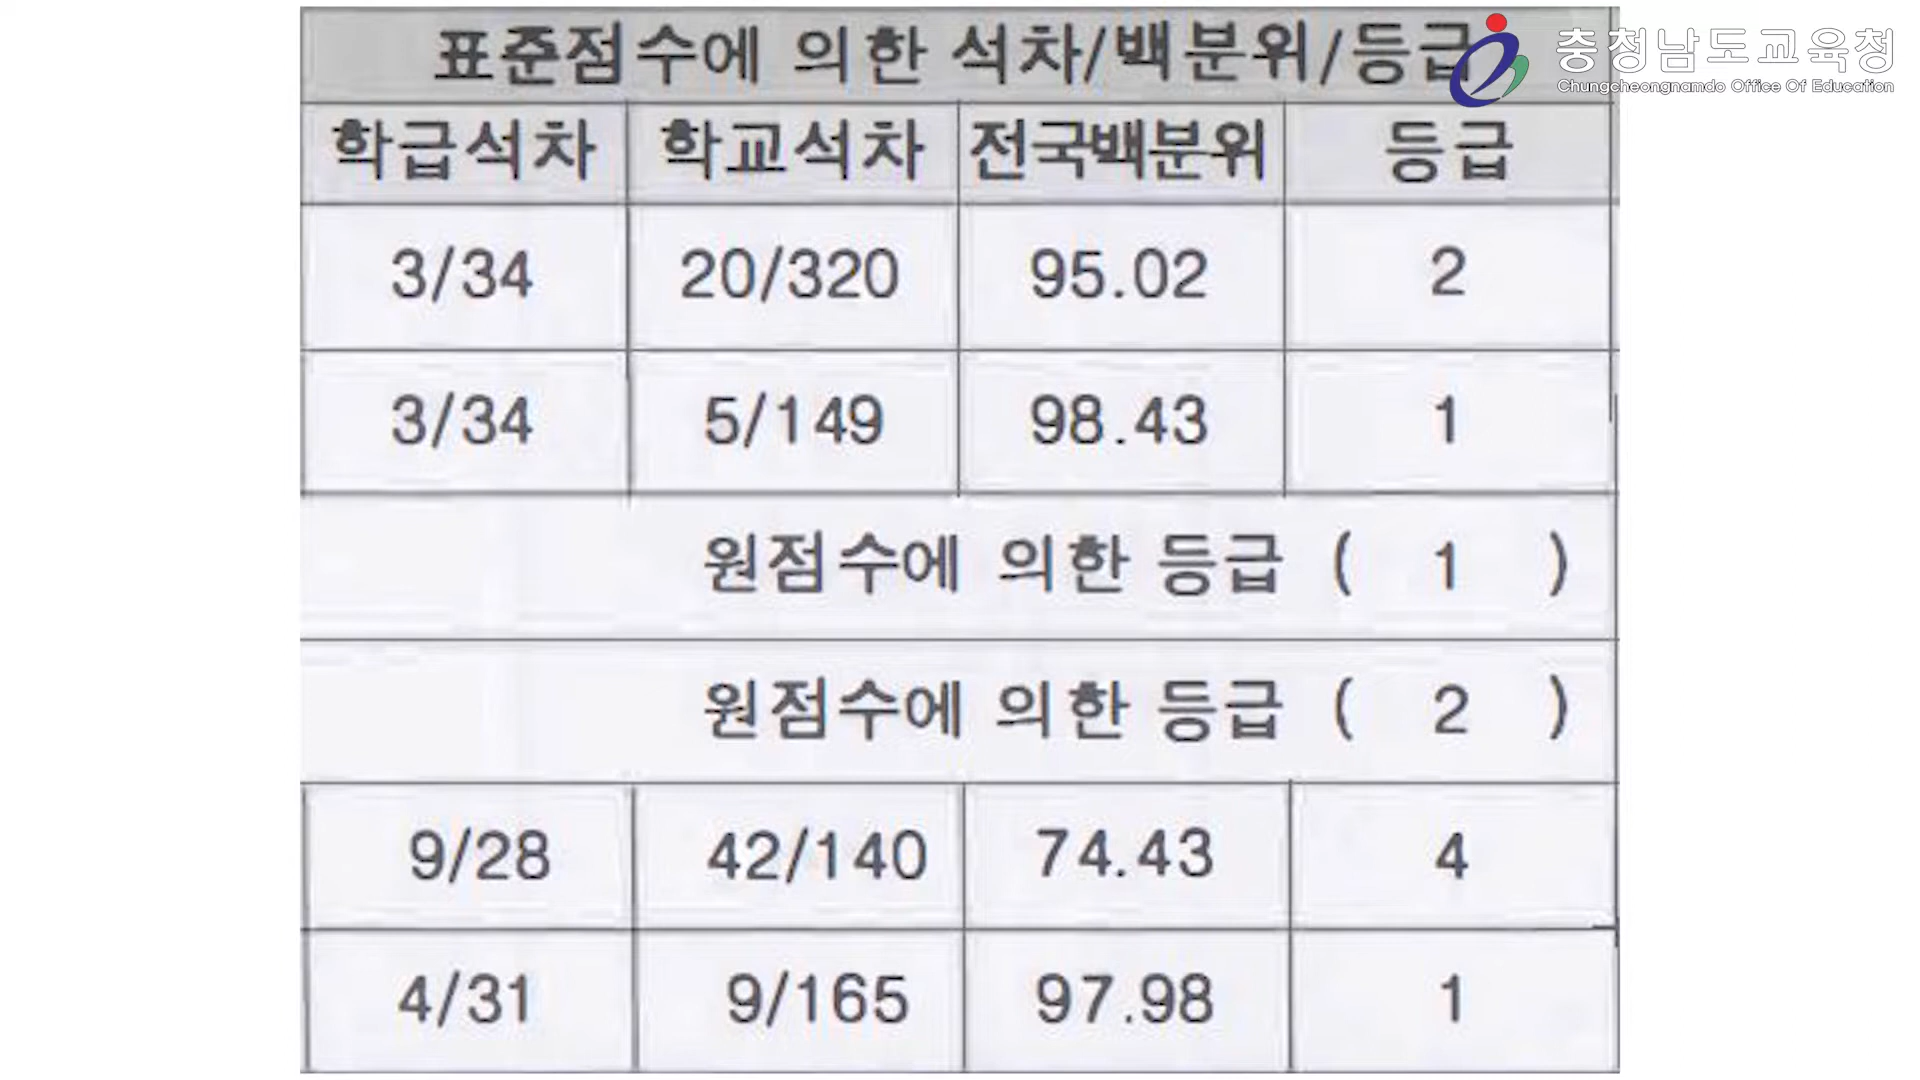 표준점수에 의한 석차/백분위/등급
충청남도교육청
Chungcheongnamdo Office Of Education
학급석차 학교석차 전국백분위 등급
3/34 20/320 95.02 2
3/34 5/149 98.43 1
원점수에 의한 등급 ( 1 )
원점수에 의한 등급 ( 2 )
9/28 42/140 74.43 4
4/31 9/165 97.98 1